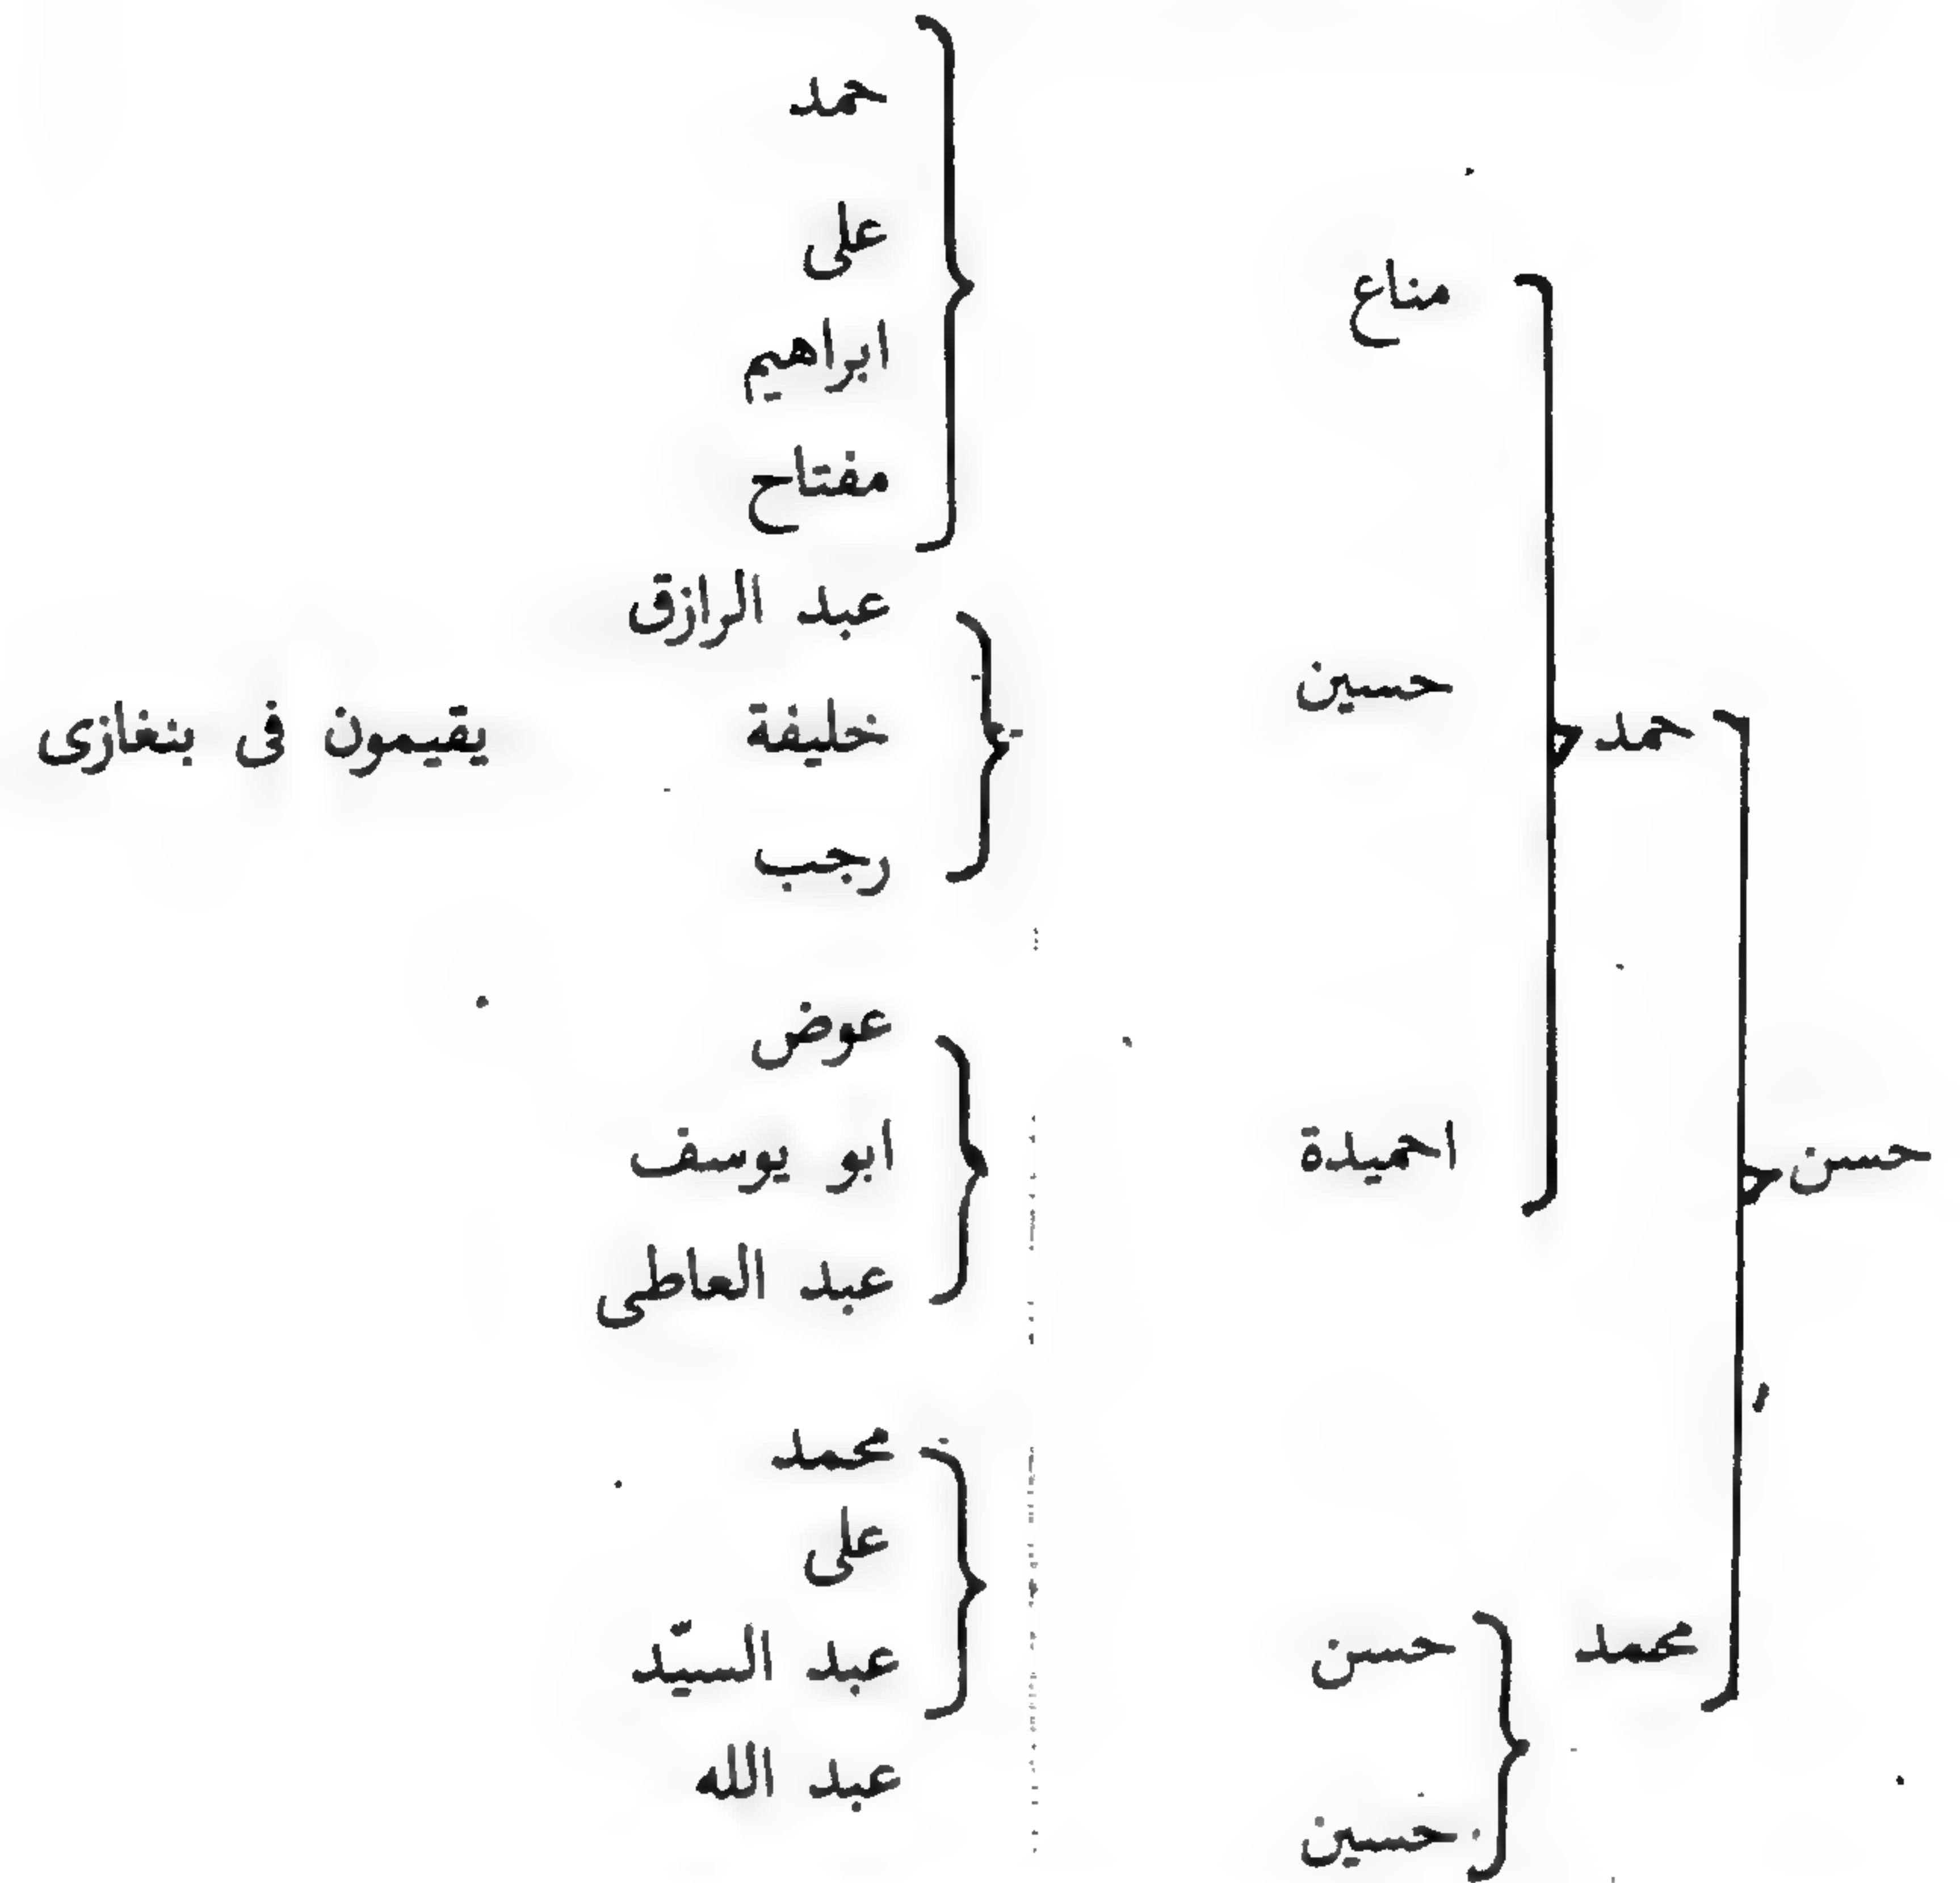 حمد
على
مناع
ابراهيم
مفتاح
عبد الرازق
حسين
حمد
خليفة
يقيمون فى بنغازى
رجب
عوض
حسن
احميدة
ابو يوسف
عبد العاطى
محمد
على
محمد
حسن
عبد السيّد
عبد الله
حسين